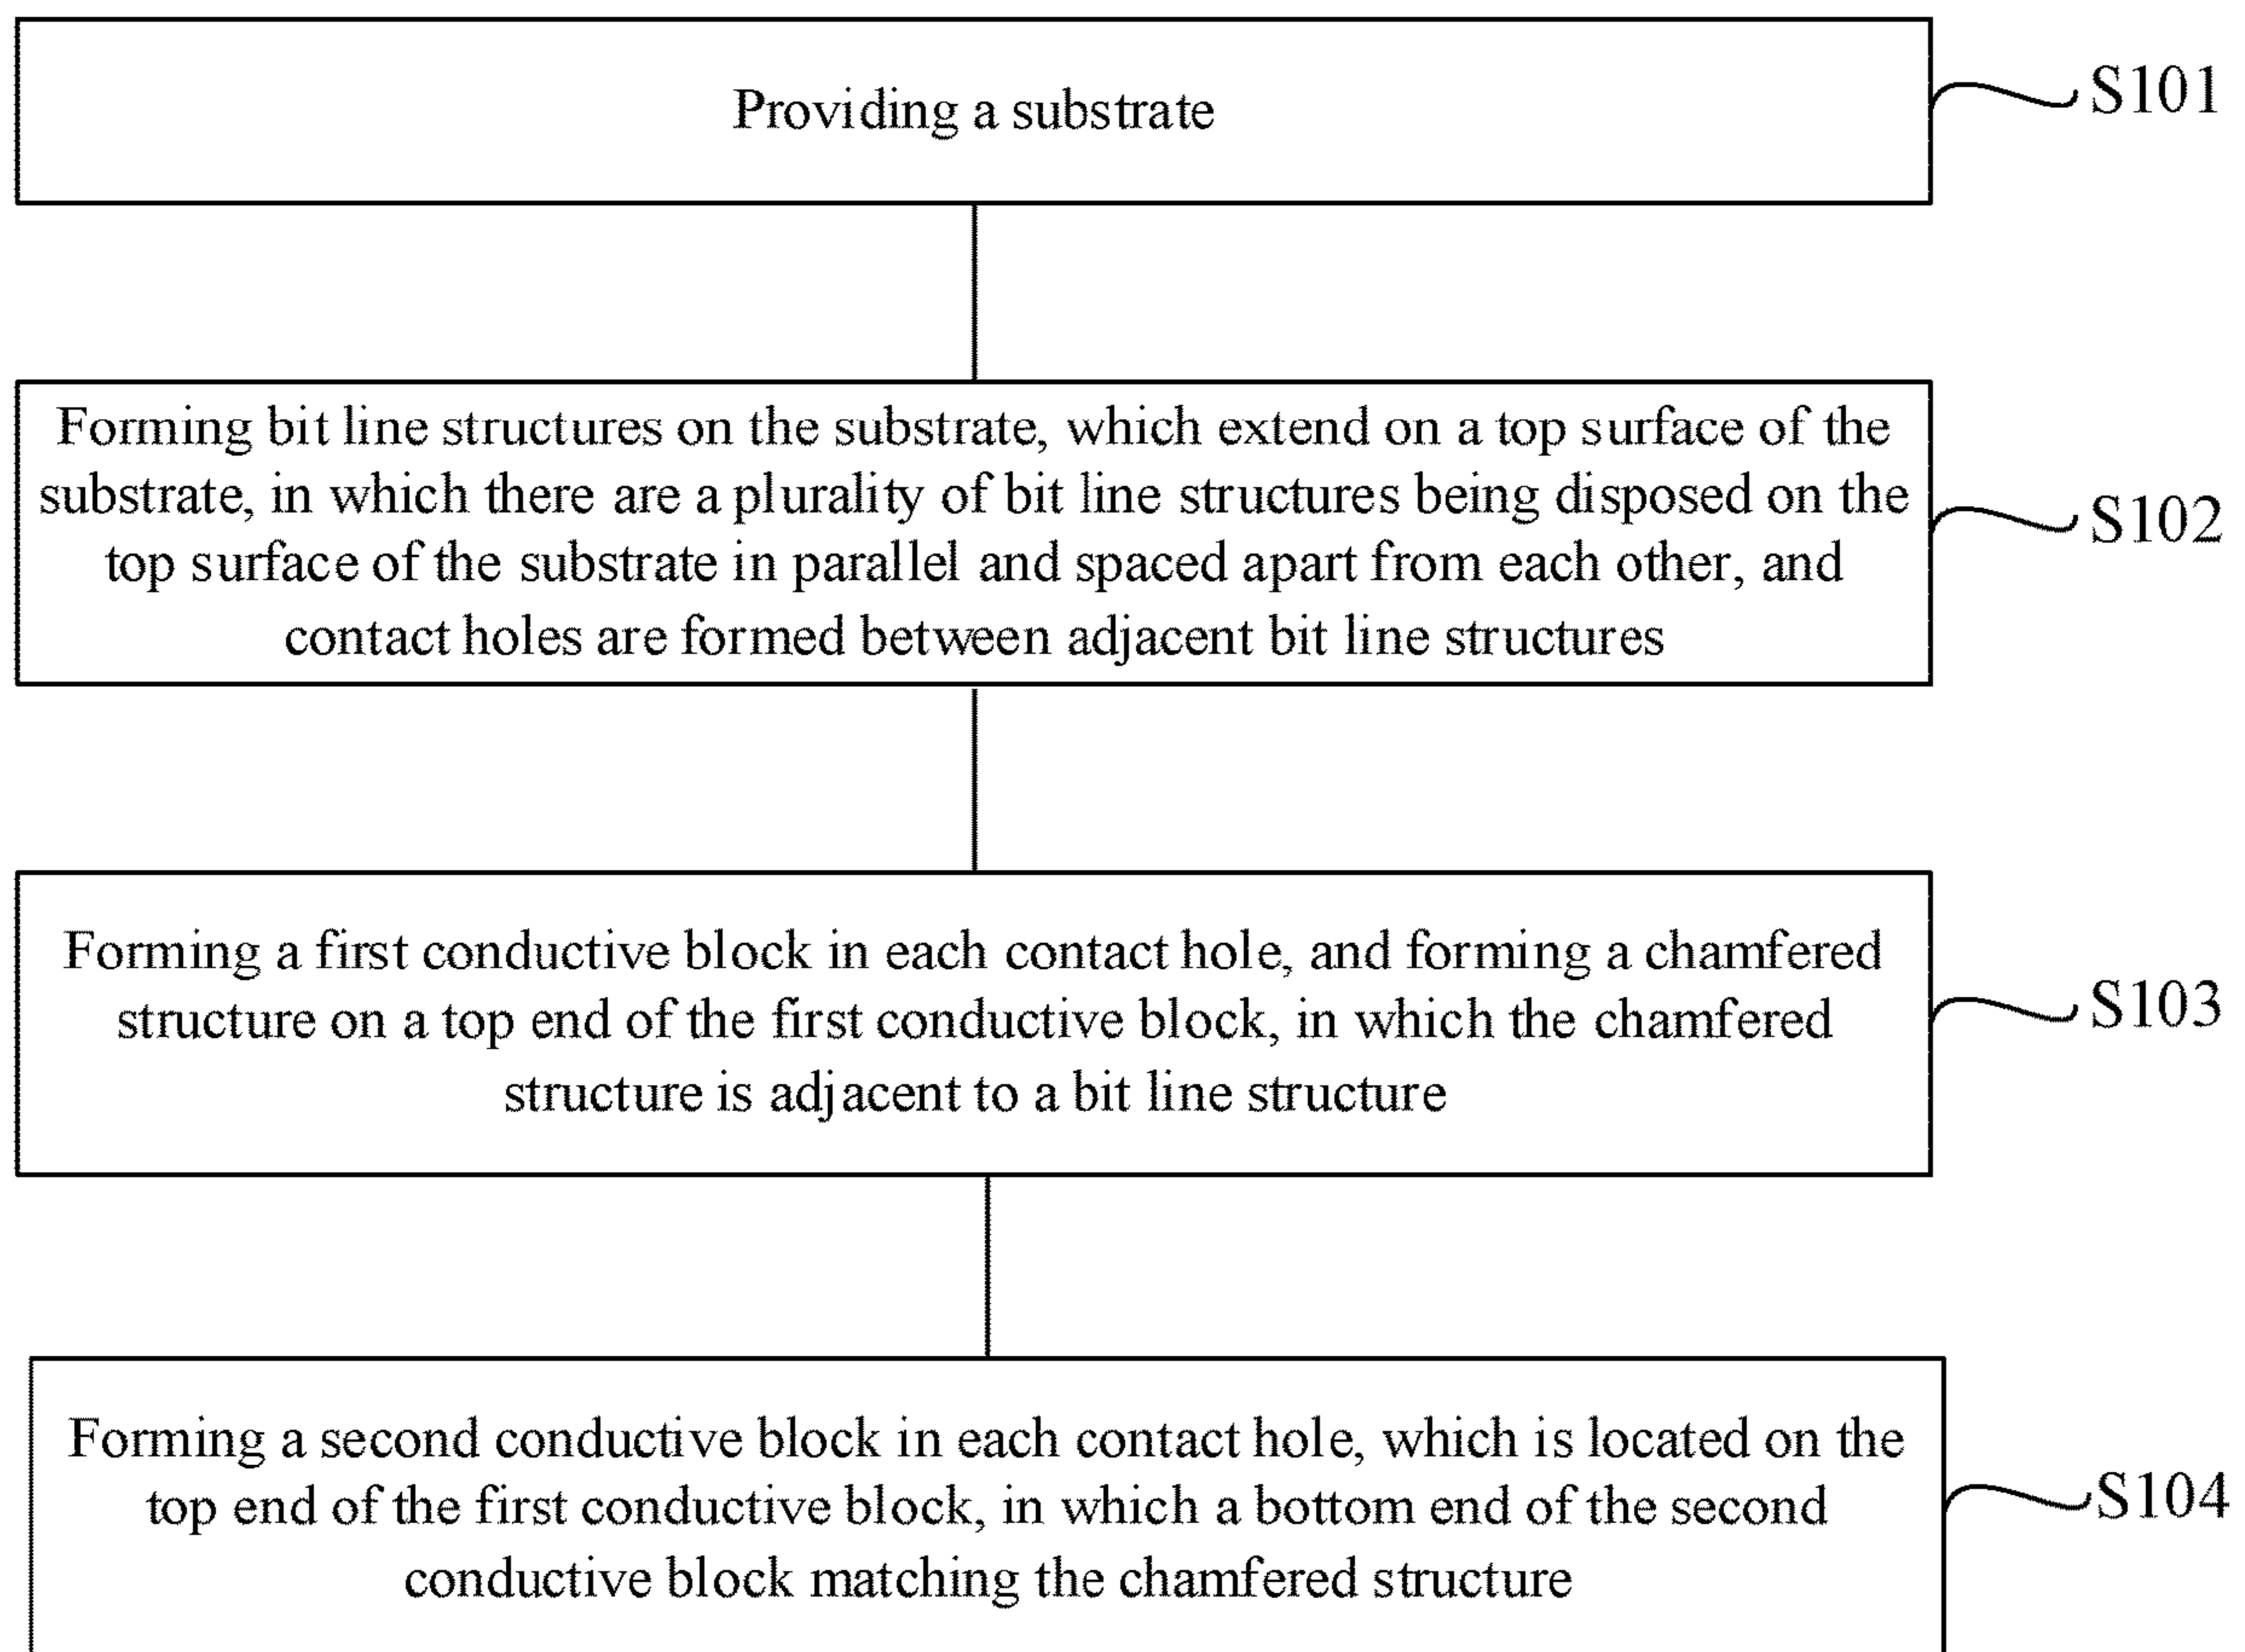 Providing a substrate
S101
Forming bit line structures on the substrate, which extend on a top surface of the
substrate, in which there are a plurality of bit line structures being disposed on the
top surface of the substrate in parallel and spaced apart from each other, and
contact holes are formed between adjacent bit line structures
S102
Forming a first conductive block in each contact hole, and forming a chamfered
structure on a top end of the first conductive block, in which the chamfered
structure is adjacent to a bit line structure
S103
Forming a second conductive block in each contact hole, which is located on the
top end of the first conductive block, in which a bottom end of the second
conductive block matching the chamfered structure
S104